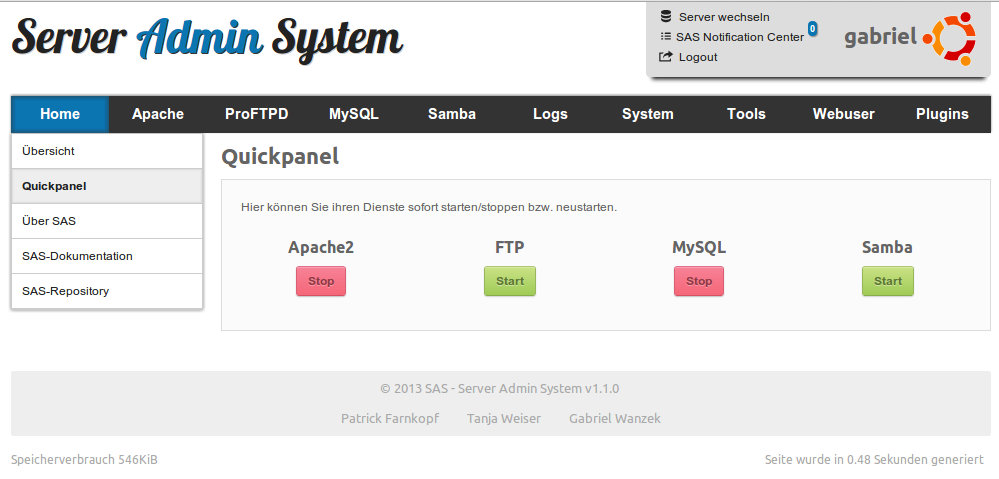 Server Admin System
Server wechseln
SAS Notification Center 0
Logout
gabriel
Home Apache ProFTPD MySQL Samba Logs System Tools Webuser Plugins
Übersicht
Quickpanel
Über SAS
SAS-Dokumentation
SAS-Repository
Quickpanel
Hier können Sie ihren Dienste sofort starten/stoppen bzw. neustarten.
Apache2 FTP MySQL Samba
Stop Start Stop Start
© 2013 SAS - Server Admin System v1.1.0
Patrick Farnkopf Tanja Weiser Gabriel Wanzek
Speicherverbrauch 546KiB Seite wurde in 0.48 Sekunden generiert